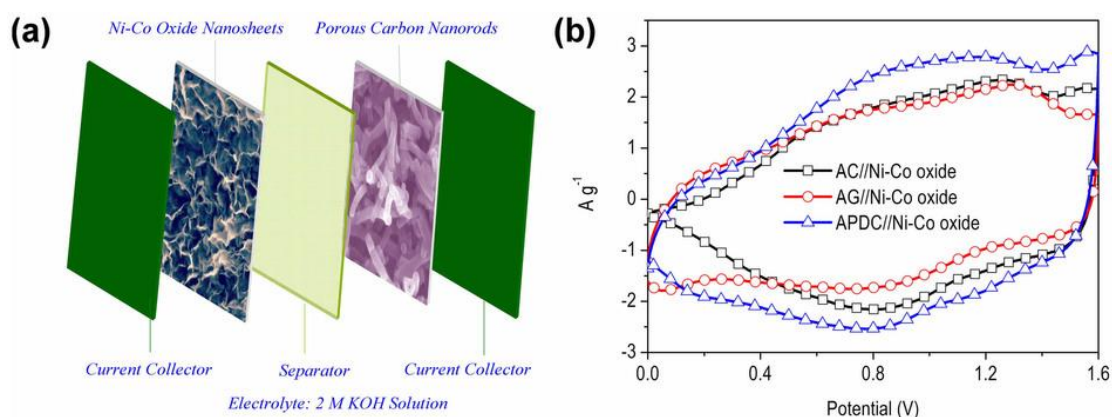 (a)
Ni-Co Oxide Nanosheets
Porous Carbon Nanorods
Current Collector
Separator
Current Collector
Electrolyte: 2 M KOH Solution
(b)
3
2
1
0
-1
-2
-3
A g⁻¹
AC//Ni-Co oxide
AG//Ni-Co oxide
APDC//Ni-Co oxide
0.0 0.4 0.8 1.2 1.6
Potential (V)